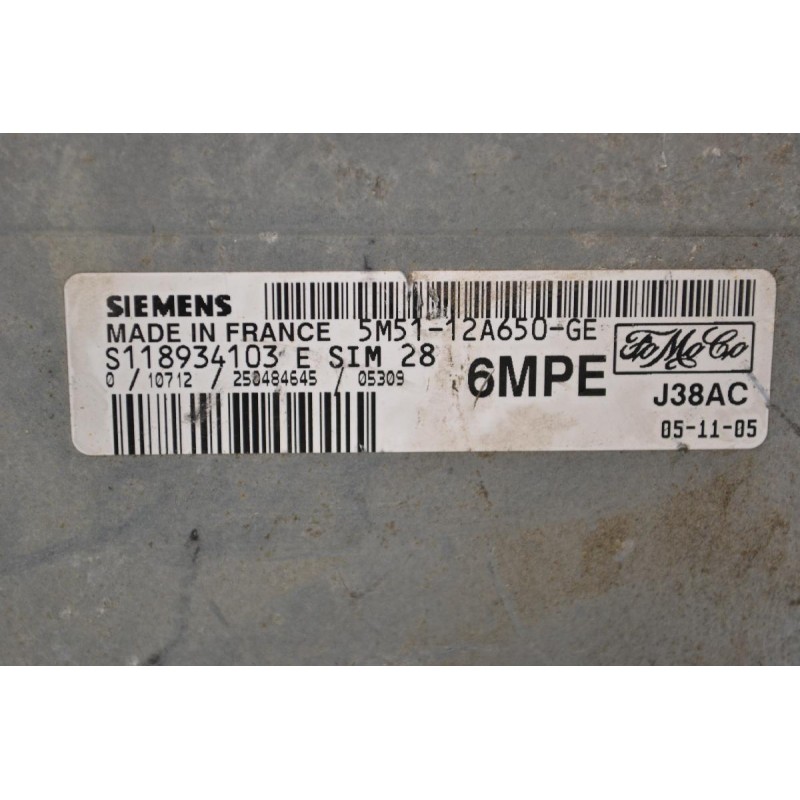 SIEMENS
MADE IN FRANCE 5M51-12A650-GE
S118934103 E SIM 28
0 / 10712 / 250484645 / 05309
6MPE
FoMoCo
J38AC
05-11-05